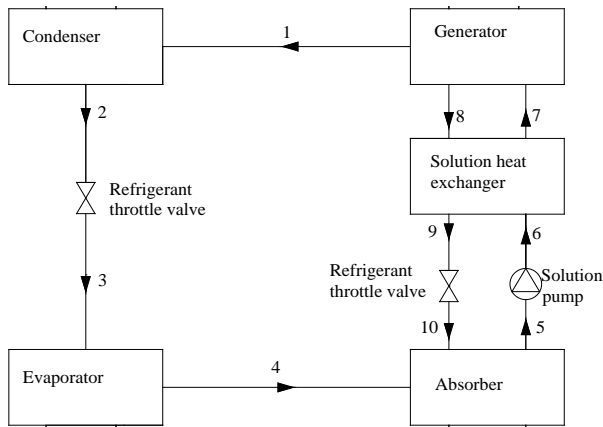 Condenser
1
Generator
2
8
7
Refrigerant
throttle valve
Solution heat
exchanger
9
6
3
Refrigerant
throttle valve
Solution
pump
10
5
Evaporator
4
Absorber